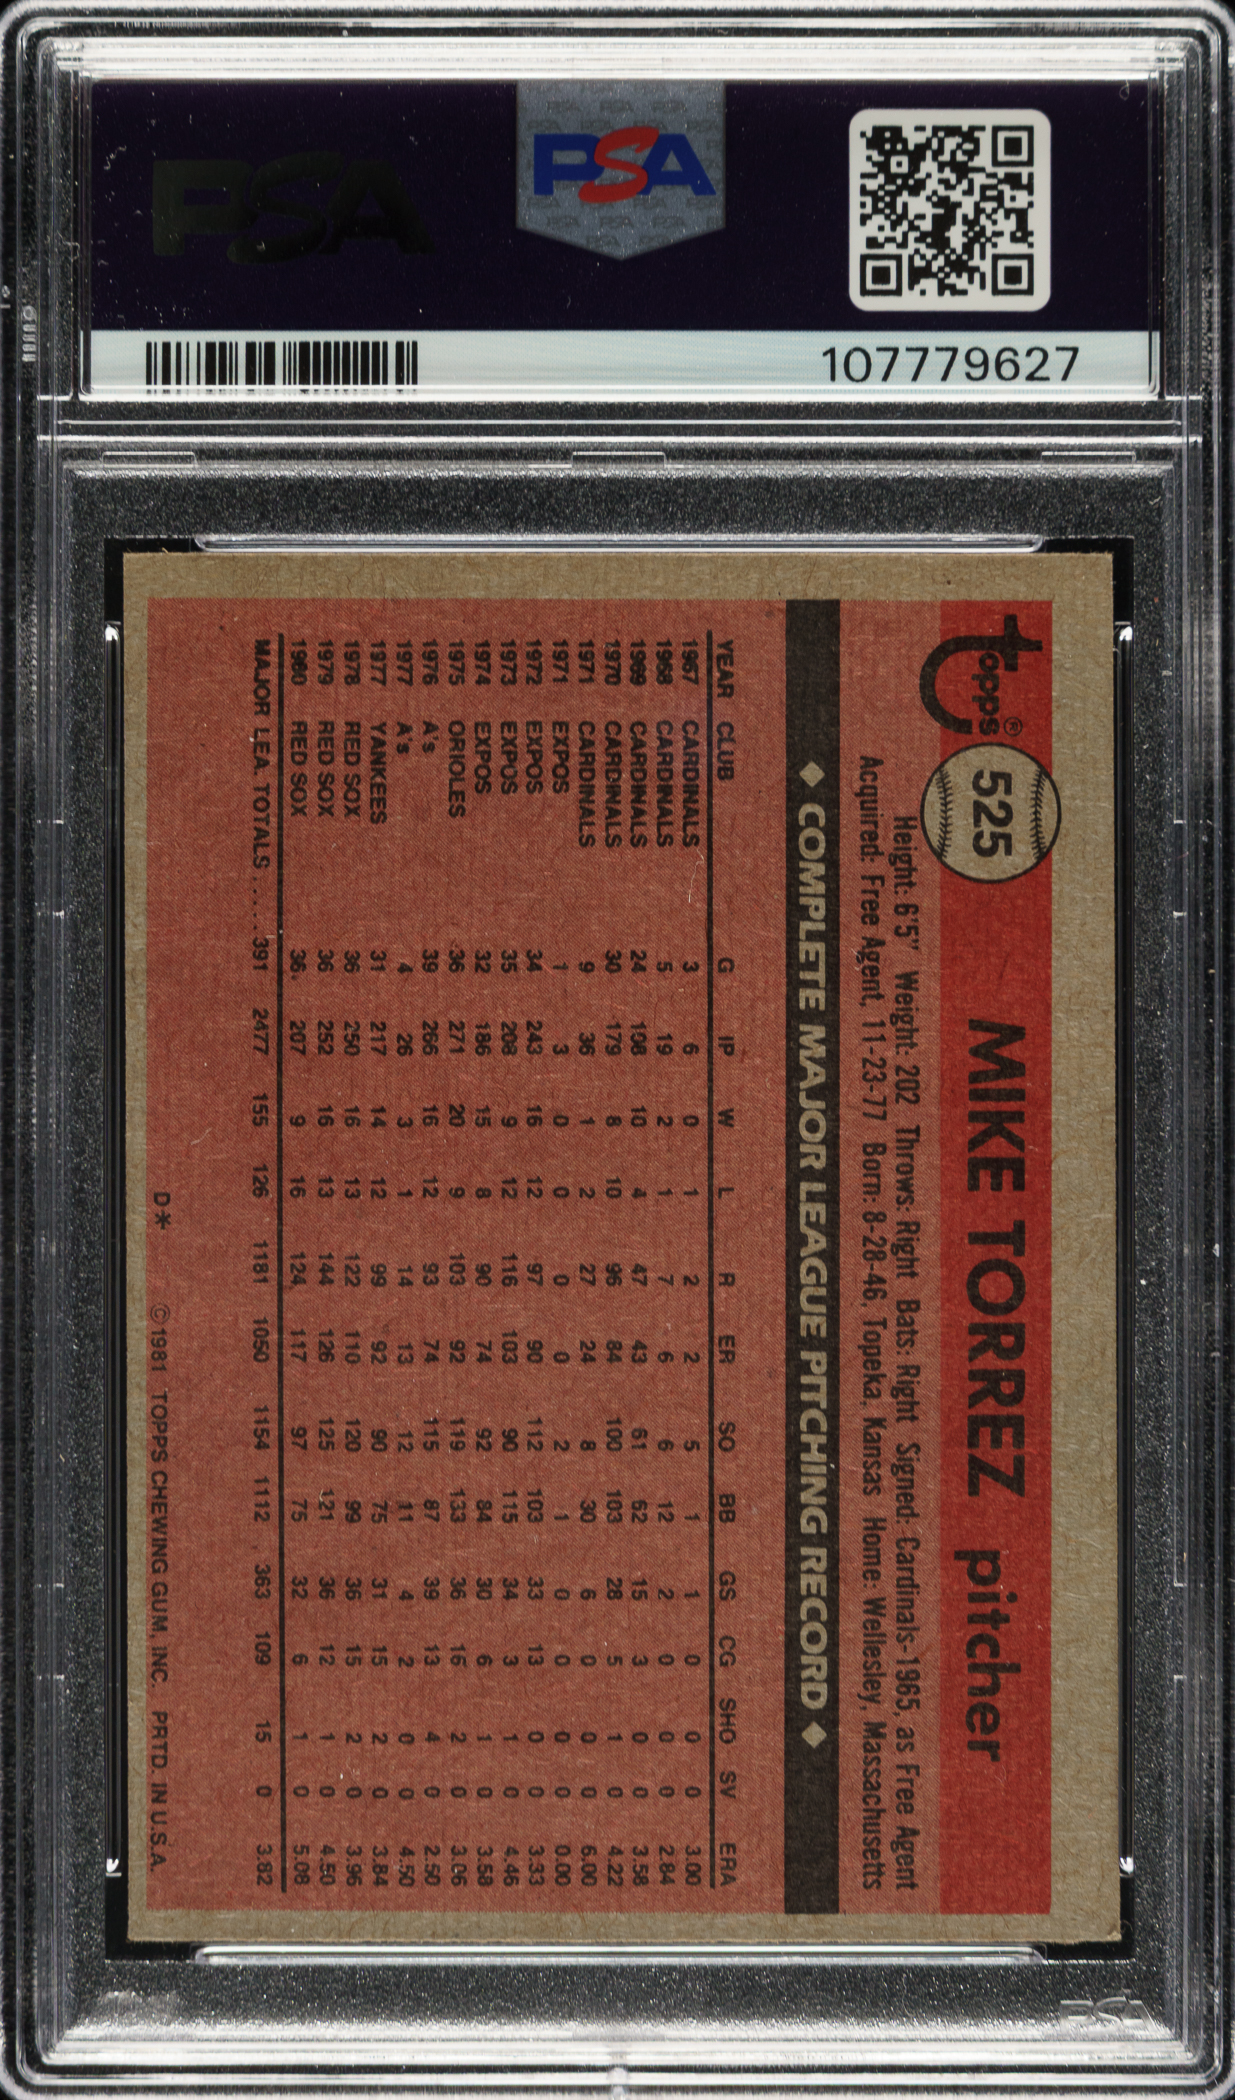 PSA
PSA
107779627
topps®
525
MIKE TORREZ pitcher
Height: 6'5" Weight: 202 Throws: Right Bats: Right Signed: Cardinals-1965, as Free Agent
Acquired: Free Agent, 11-23-77 Born: 8-28-46, Topeka, Kansas Home: Wellesley, Massachusetts
◆ COMPLETE MAJOR LEAGUE PITCHING RECORD ◆
YEAR CLUB G IP W L R ER SO BB GS CG SHO SV ERA
1967 CARDINALS 3 6 0 1 2 2 5 1 1 0 0 0 3.00
1968 CARDINALS 5 19 2 1 7 6 6 12 2 0 0 0 2.84
1969 CARDINALS 24 108 10 4 47 43 61 62 15 3 0 0 3.58
1970 CARDINALS 30 179 8 10 96 84 100 103 28 5 1 0 4.22
1971 CARDINALS 9 36 1 2 27 24 8 30 6 0 0 0 6.00
1971 EXPOS 1 3 0 0 0 0 2 1 0 0 0 0 0.00
1972 EXPOS 34 243 16 12 97 90 112 103 33 13 0 0 3.33
1973 EXPOS 35 208 9 12 116 103 90 115 34 3 1 0 4.46
1974 EXPOS 32 186 15 8 90 74 92 84 30 6 1 0 3.58
1975 ORIOLES 36 271 20 9 103 92 119 133 36 16 2 0 3.06
1976 A's 39 266 16 12 93 74 115 87 39 13 4 0 2.50
1977 A's 4 26 3 1 14 13 12 11 4 2 0 0 4.50
1977 YANKEES 31 217 14 12 99 92 90 75 31 15 2 0 3.84
1978 RED SOX 36 250 16 13 122 110 120 99 36 15 2 0 3.96
1979 RED SOX 36 252 16 13 144 126 125 121 36 12 1 0 4.50
1980 RED SOX 36 207 9 16 124 117 97 75 32 6 1 0 5.08
MAJOR LEA. TOTALS .... 391 2477 155 126 1181 1050 1154 1112 363 109 15 0 3.82
D* ©1981 TOPPS CHEWING GUM, INC. PRTD. IN U.S.A.
PSA